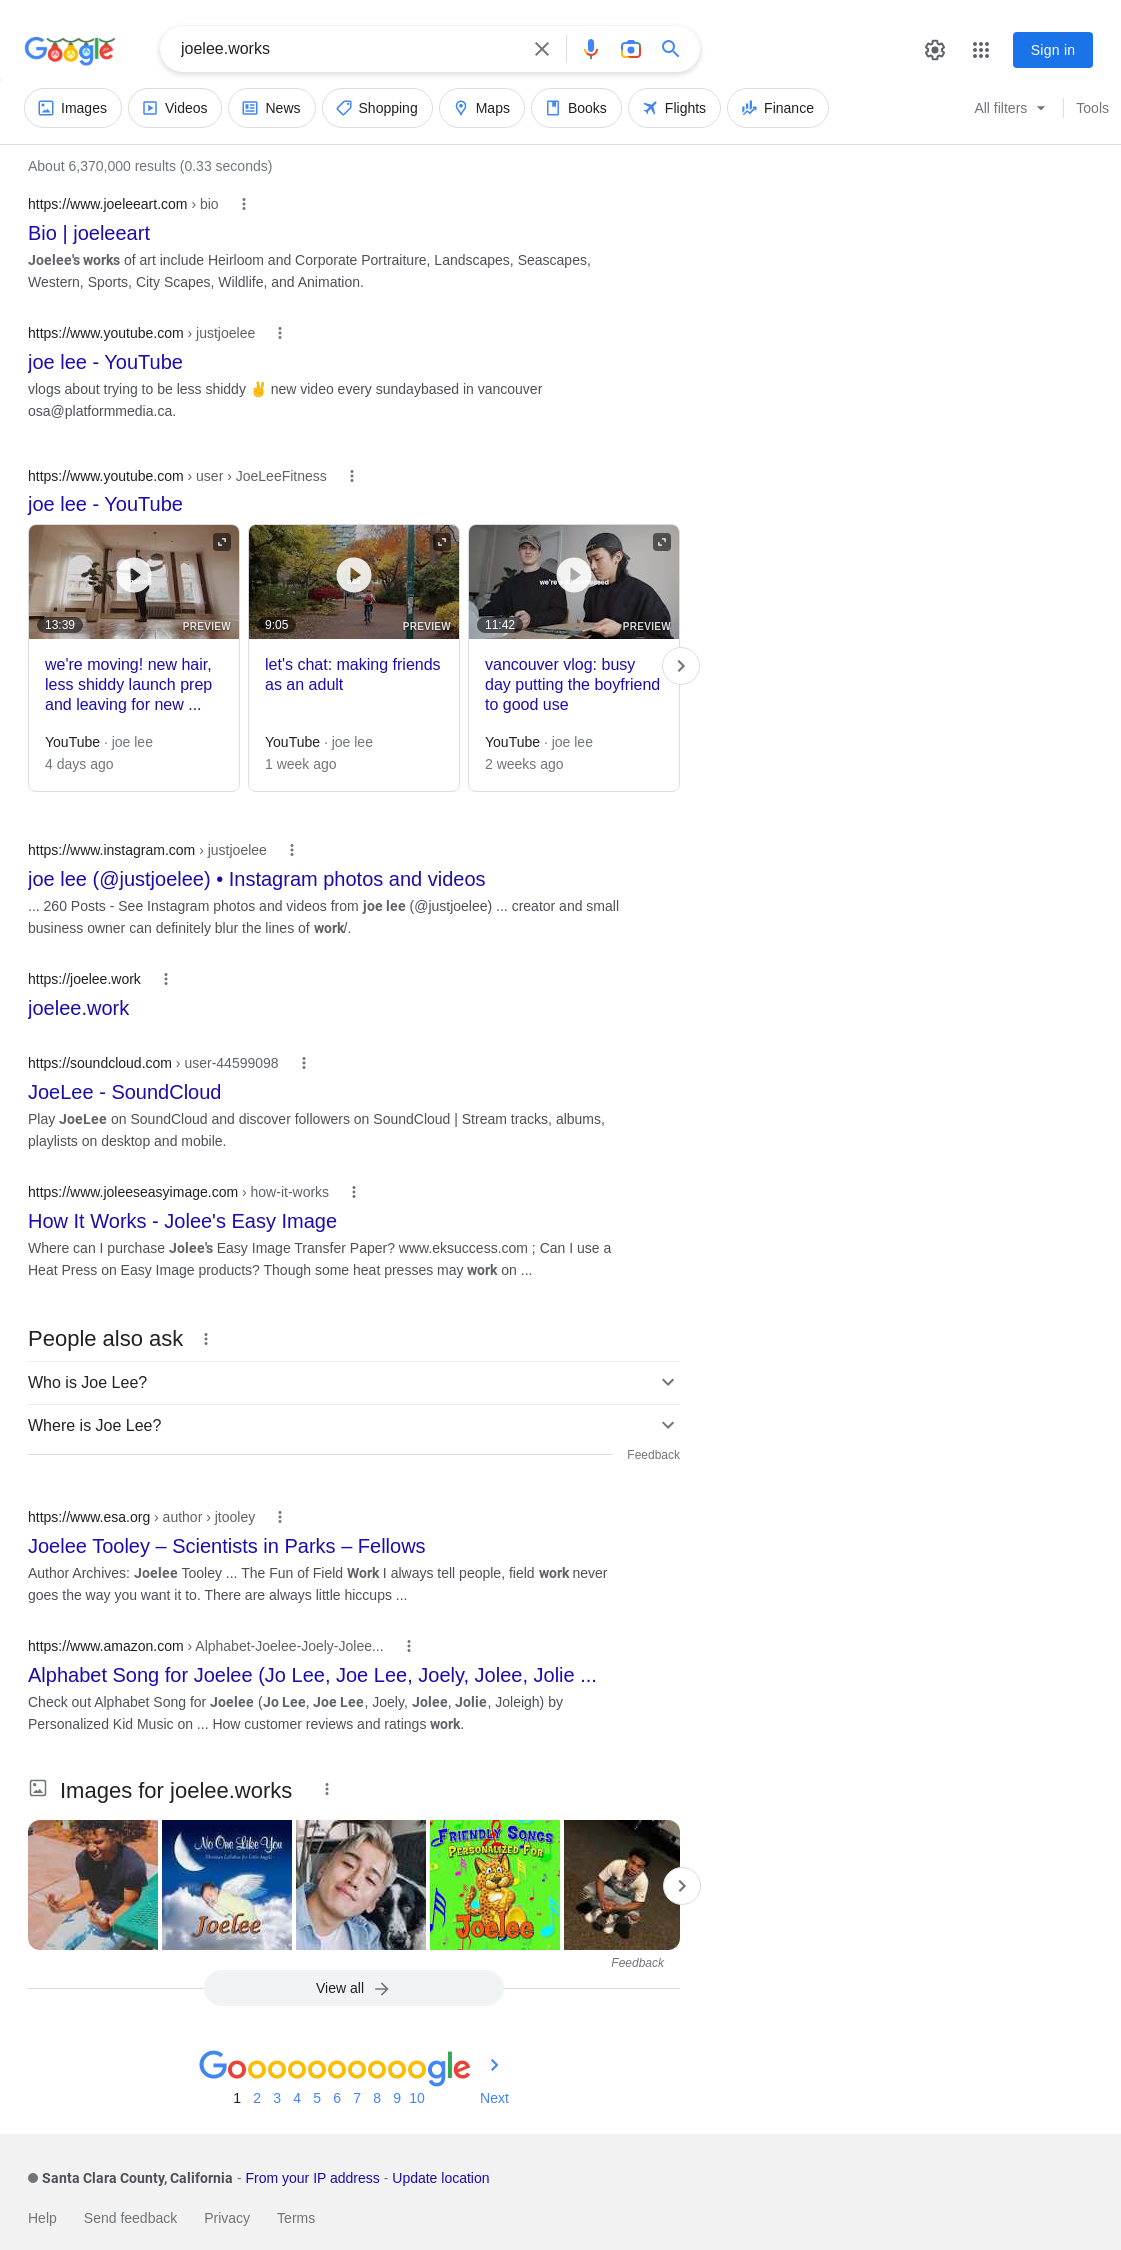 Google
joelee.works
Sign in
Images
Videos
News
Shopping
Maps
Books
Flights
Finance
All filters
Tools
About 6,370,000 results (0.33 seconds)
https://www.joeleeart.com › bio
Bio | joeleeart
Joelee's works of art include Heirloom and Corporate Portraiture, Landscapes, Seascapes,
Western, Sports, City Scapes, Wildlife, and Animation.
https://www.youtube.com › justjoelee
joe lee - YouTube
vlogs about trying to be less shiddy ✌ new video every sundaybased in vancouver
osa@platformmedia.ca.
https://www.youtube.com › user › JoeLeeFitness
joe lee - YouTube
13:39
PREVIEW
9:05
PREVIEW
11:42
PREVIEW
we're moving! new hair,
less shiddy launch prep
and leaving for new ...
YouTube · joe lee
4 days ago
let's chat: making friends
as an adult
YouTube · joe lee
1 week ago
vancouver vlog: busy
day putting the boyfriend
to good use
YouTube · joe lee
2 weeks ago
https://www.instagram.com › justjoelee
joe lee (@justjoelee) • Instagram photos and videos
... 260 Posts - See Instagram photos and videos from joe lee (@justjoelee) ... creator and small
business owner can definitely blur the lines of work/.
https://joelee.work
joelee.work
https://soundcloud.com › user-44599098
JoeLee - SoundCloud
Play JoeLee on SoundCloud and discover followers on SoundCloud | Stream tracks, albums,
playlists on desktop and mobile.
https://www.joleeseasyimage.com › how-it-works
How It Works - Jolee's Easy Image
Where can I purchase Jolee's Easy Image Transfer Paper? www.eksuccess.com ; Can I use a
Heat Press on Easy Image products? Though some heat presses may work on ...
People also ask
Who is Joe Lee?
Where is Joe Lee?
Feedback
https://www.esa.org › author › jtooley
Joelee Tooley – Scientists in Parks – Fellows
Author Archives: Joelee Tooley ... The Fun of Field Work I always tell people, field work never
goes the way you want it to. There are always little hiccups ...
https://www.amazon.com › Alphabet-Joelee-Joely-Jolee...
Alphabet Song for Joelee (Jo Lee, Joe Lee, Joely, Jolee, Jolie ...
Check out Alphabet Song for Joelee (Jo Lee, Joe Lee, Joely, Jolee, Jolie, Joleigh) by
Personalized Kid Music on ... How customer reviews and ratings work.
Images for joelee.works
No One Like You
Joelee
FRIENDLY SONGS
PERSONALIZED FOR
Joelee
Feedback
View all
Goooooooooogle
1 2 3 4 5 6 7 8 9 10 Next
Santa Clara County, California - From your IP address - Update location
Help
Send feedback
Privacy
Terms